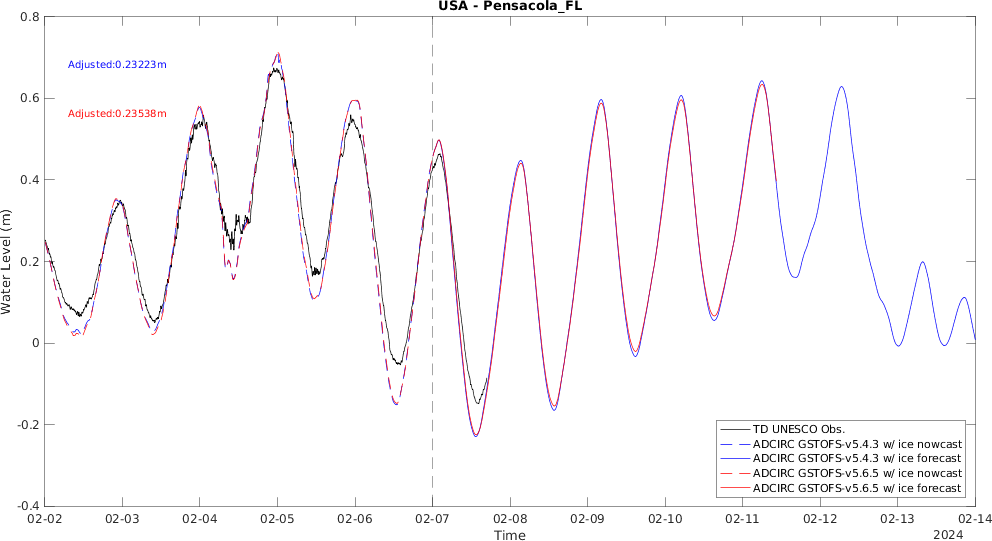 USA - Pensacola_FL
0.8
Adjusted:0.23223m
0.6
Adjusted:0.23538m
0.4
0.2
0
-0.2
-0.4
Water Level (m)
TD UNESCO Obs.
ADCIRC GSTOFS-v5.4.3 w/ ice nowcast
ADCIRC GSTOFS-v5.4.3 w/ ice forecast
ADCIRC GSTOFS-v5.6.5 w/ ice nowcast
ADCIRC GSTOFS-v5.6.5 w/ ice forecast
02-02 02-03 02-04 02-05 02-06 02-07 02-08 02-09 02-10 02-11 02-12 02-13 02-14
Time
2024